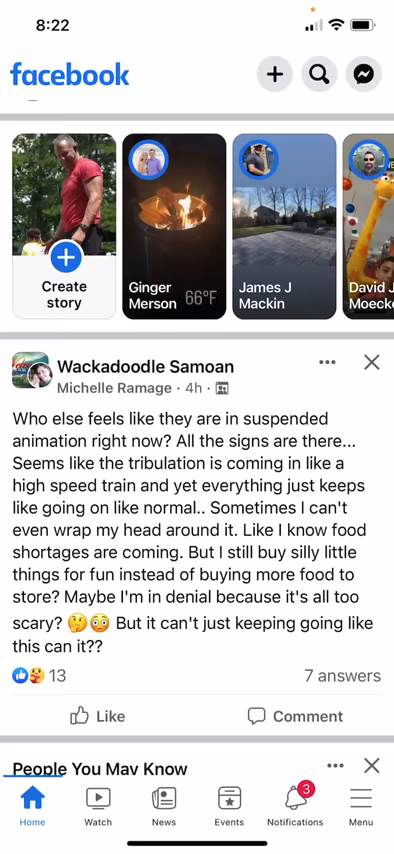 8:22
facebook
Create
story
Ginger
Merson
66°F
James J
Mackin
David J
Moeck
Wackadoodle Samoan
Michelle Ramage · 4h ·
Who else feels like they are in suspended
animation right now? All the signs are there...
Seems like the tribulation is coming in like a
high speed train and yet everything just keeps
like going on like normal.. Sometimes I can't
even wrap my head around it. Like I know food
shortages are coming. But I still buy silly little
things for fun instead of buying more food to
store? Maybe I'm in denial because it's all too
scary? 🤔😳 But it can't just keeping going like
this can it??
13
7 answers
Like
Comment
People You May Know
3
Home
Watch
News
Events
Notifications
Menu